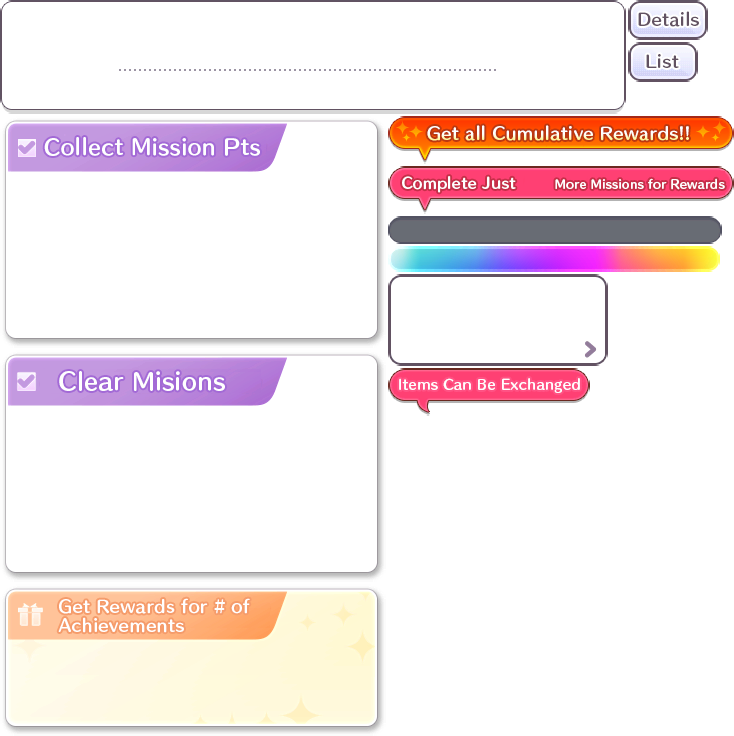 Details
List
Collect Mission Pts
Get all Cumulative Rewards!!
Complete Just More Missions for Rewards
Items Can Be Exchanged
Clear Misions
Get Rewards for # of
Achievements